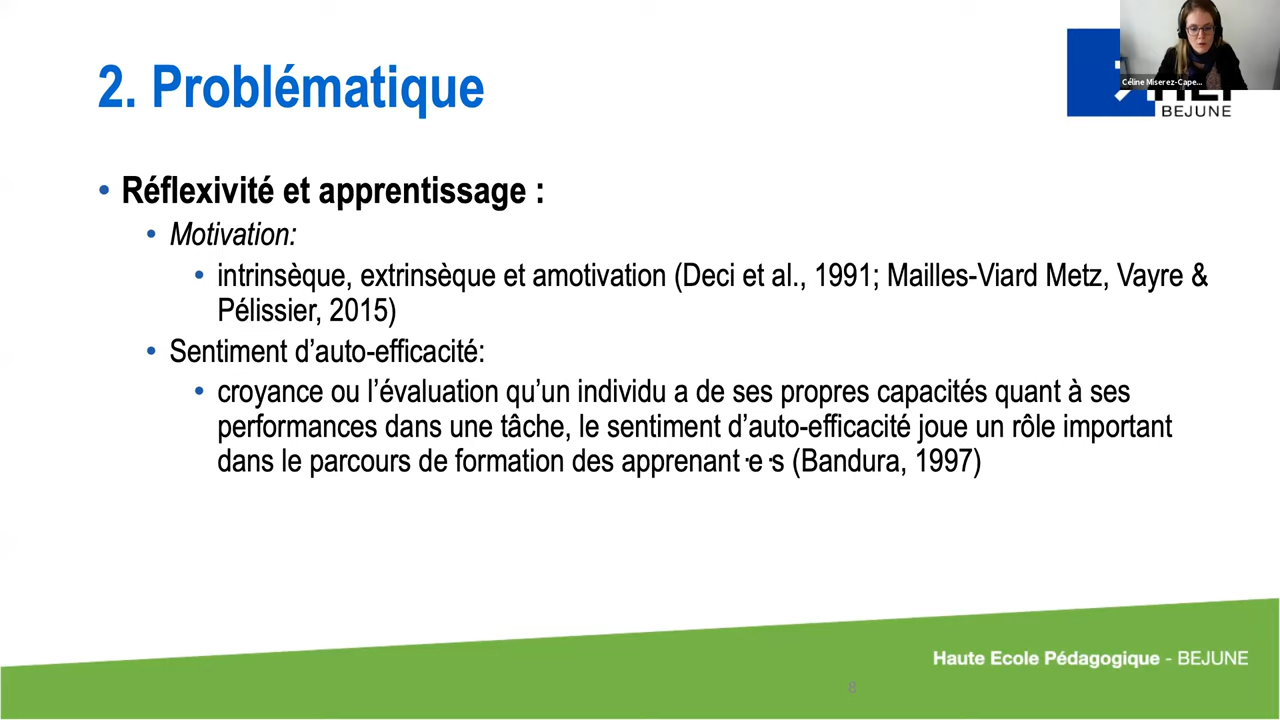 2. Problématique
Céline Miserez-Cape...
BEJUNE
• Réflexivité et apprentissage :
• Motivation:
• intrinsèque, extrinsèque et amotivation (Deci et al., 1991; Mailles-Viard Metz, Vayre &
Pélissier, 2015)
• Sentiment d’auto-efficacité:
• croyance ou l’évaluation qu’un individu a de ses propres capacités quant à ses
performances dans une tâche, le sentiment d’auto-efficacité joue un rôle important
dans le parcours de formation des apprenant·e·s (Bandura, 1997)
Haute Ecole Pédagogique - BEJUNE
8